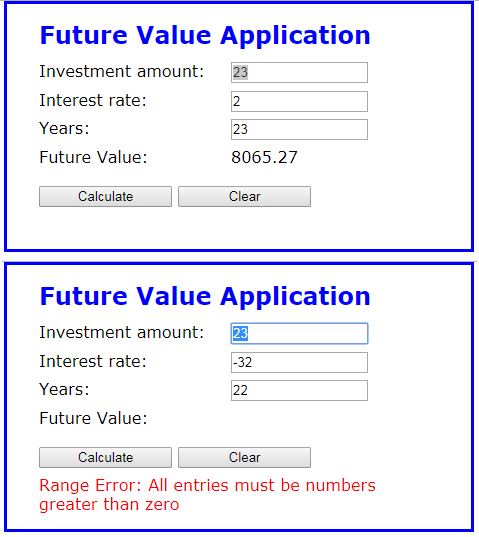 Future Value Application
Investment amount: 23
Interest rate: 2
Years: 23
Future Value: 8065.27
Calculate Clear
Future Value Application
Investment amount: 23
Interest rate: -32
Years: 22
Future Value:
Calculate Clear
Range Error: All entries must be numbers
greater than zero